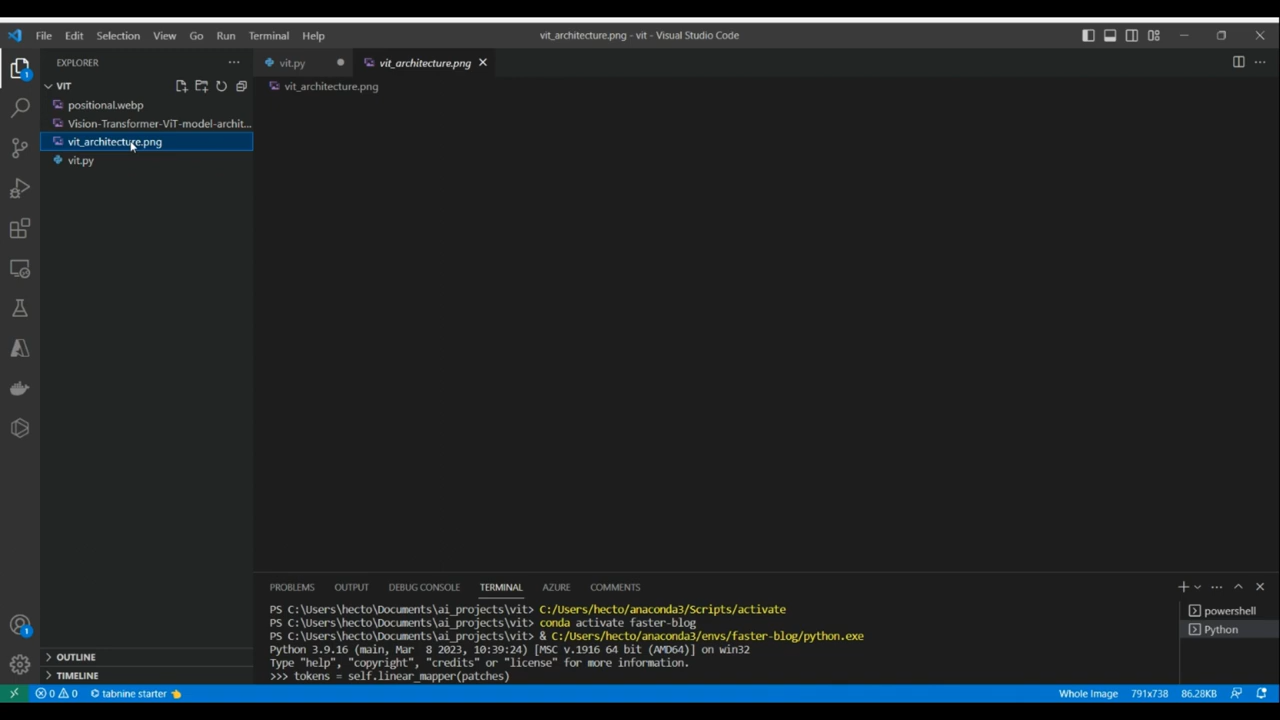 File Edit Selection View Go Run Terminal Help
vit_architecture.png - vit - Visual Studio Code
EXPLORER
vit.py
vit_architecture.png
VIT
vit_architecture.png
positional.webp
Vision-Transformer-ViT-model-archit...
vit_architecture.png
vit.py
1
PROBLEMS OUTPUT DEBUG CONSOLE TERMINAL AZURE COMMENTS
PS C:\Users\hecto\Documents\ai_projects\vit> C:/Users/hecto/anaconda3/Scripts/activate
PS C:\Users\hecto\Documents\ai_projects\vit> conda activate faster-blog
PS C:\Users\hecto\Documents\ai_projects\vit> & C:/Users/hecto/anaconda3/envs/faster-blog/python.exe
Python 3.9.16 (main, Mar  8 2023, 10:39:24) [MSC v.1916 64 bit (AMD64)] on win32
Type "help", "copyright", "credits" or "license" for more information.
>>> tokens = self.linear_mapper(patches)
powershell
Python
1
OUTLINE
TIMELINE
0 0 tabnine starter 👈
Whole Image 791x738 86.28KB